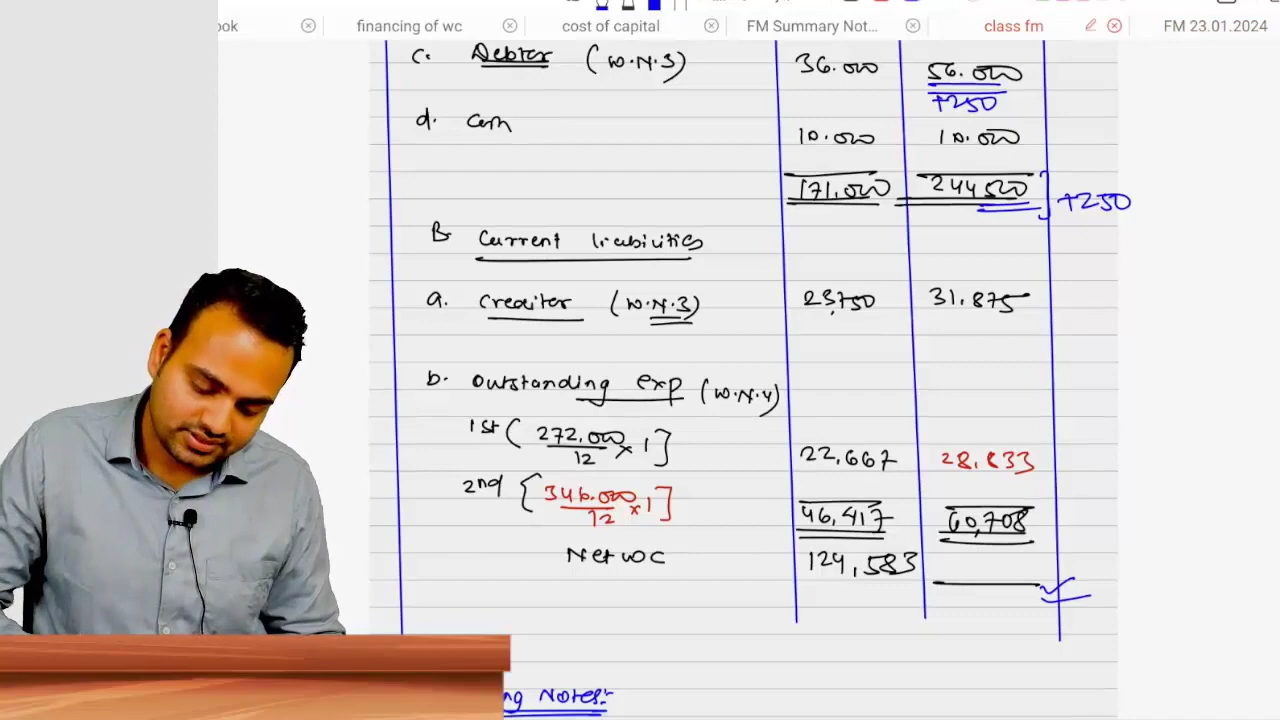 ook financing of wc cost of capital FM Summary Not... class fm FM 23.01.2024
c. Debtor (W.N.3) 36.000 56.000
+250
d. Cash 10.000 10.000
171,000 244500 +250
B. Current liabilities
a. Creditor (W.N.3) 23,750 31.875
b. Outstanding exp (W.N.4)
1st ( 272.000/12 × 1 ] 22,667 28,833
2nd [ 346.000/12 × 1 ]
46,417 60,708
Net WC 124,583
ng Notes: